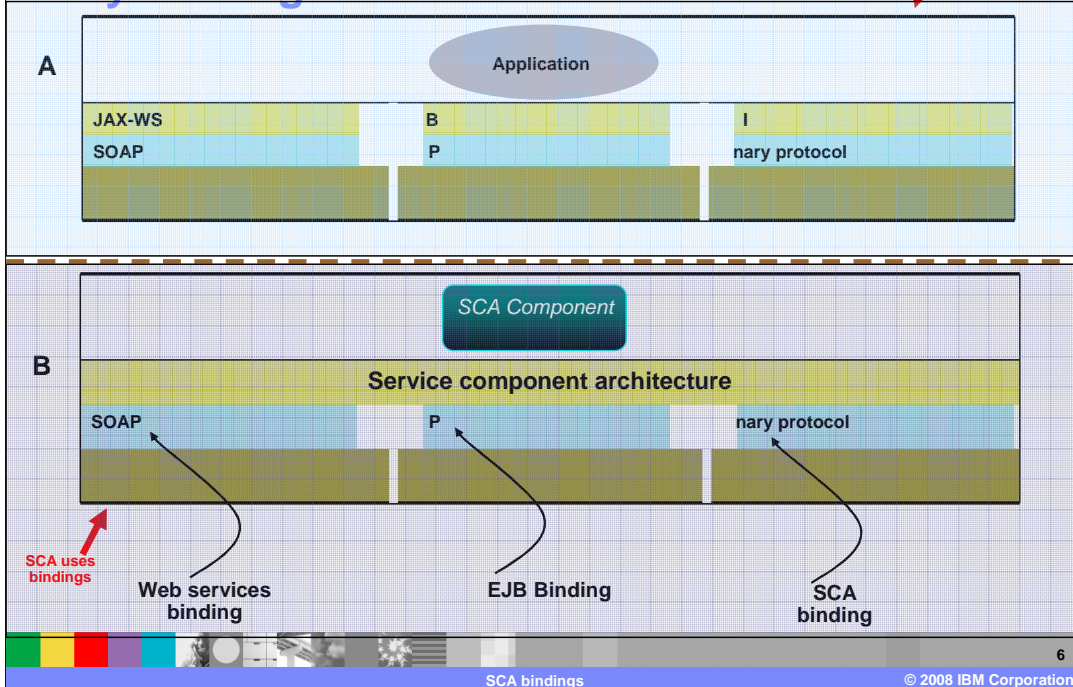 A
Application
JAX-WS B I
SOAP P nary protocol
SCA Component
B
Service component architecture
SOAP P nary protocol
SCA uses
bindings
Web services
binding
EJB Binding
SCA
binding
6
SCA bindings © 2008 IBM Corporation